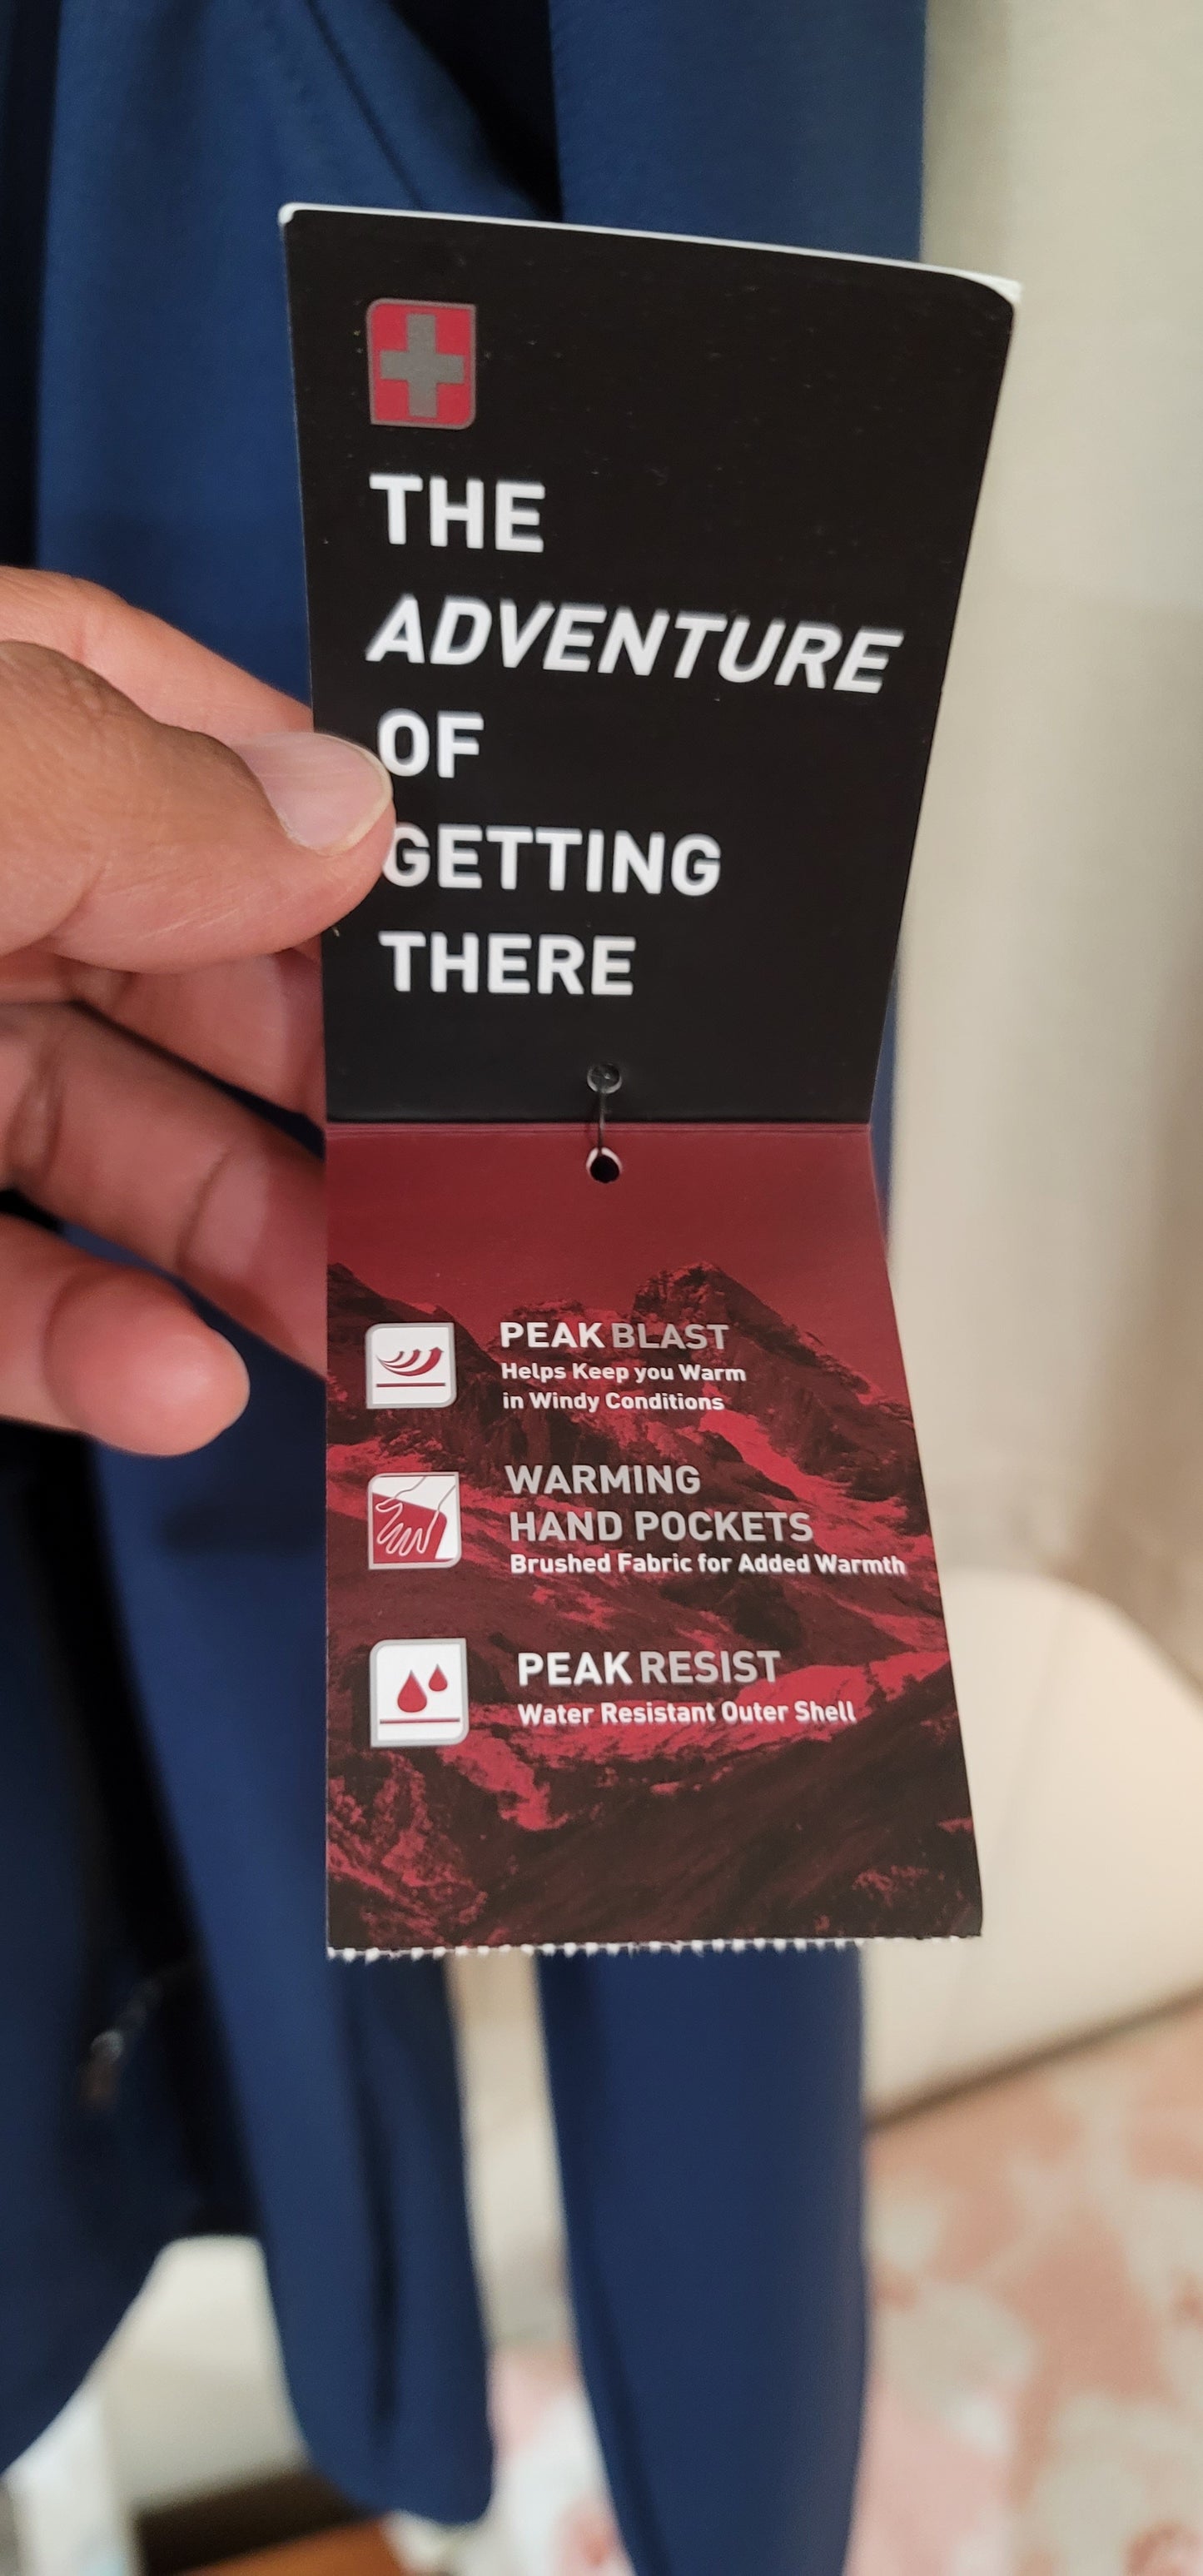 THE
ADVENTURE
OF
GETTING
THERE
PEAK BLAST
Helps Keep you Warm
in Windy Conditions
WARMING
HAND POCKETS
Brushed Fabric for Added Warmth
PEAK RESIST
Water Resistant Outer Shell